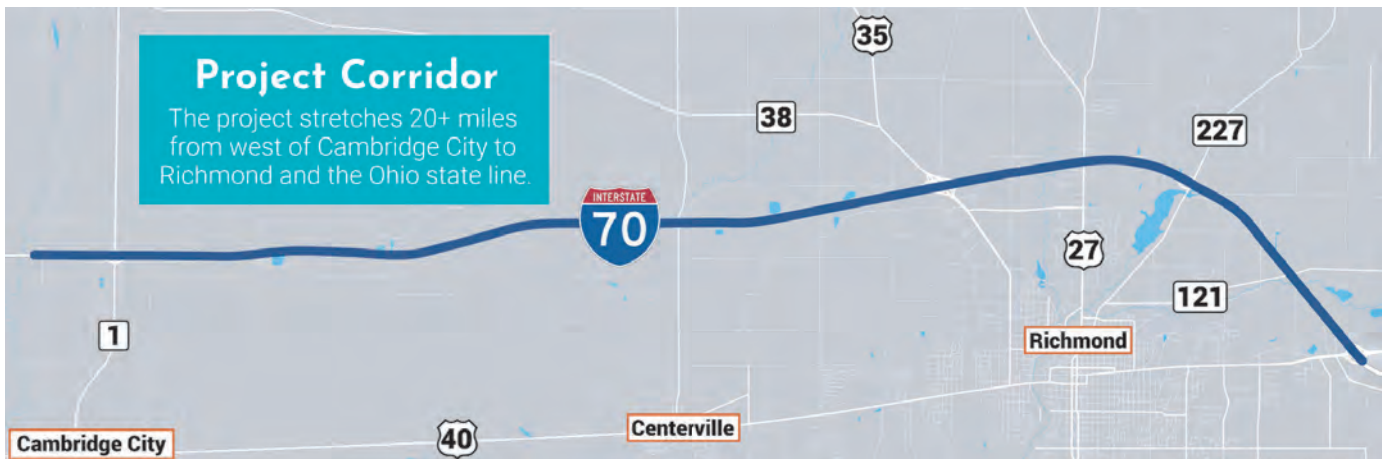 Project Corridor
The project stretches 20+ miles
from west of Cambridge City to
Richmond and the Ohio state line.
35
38
227
INTERSTATE
70
27
121
1
Richmond
Centerville
Cambridge City
40